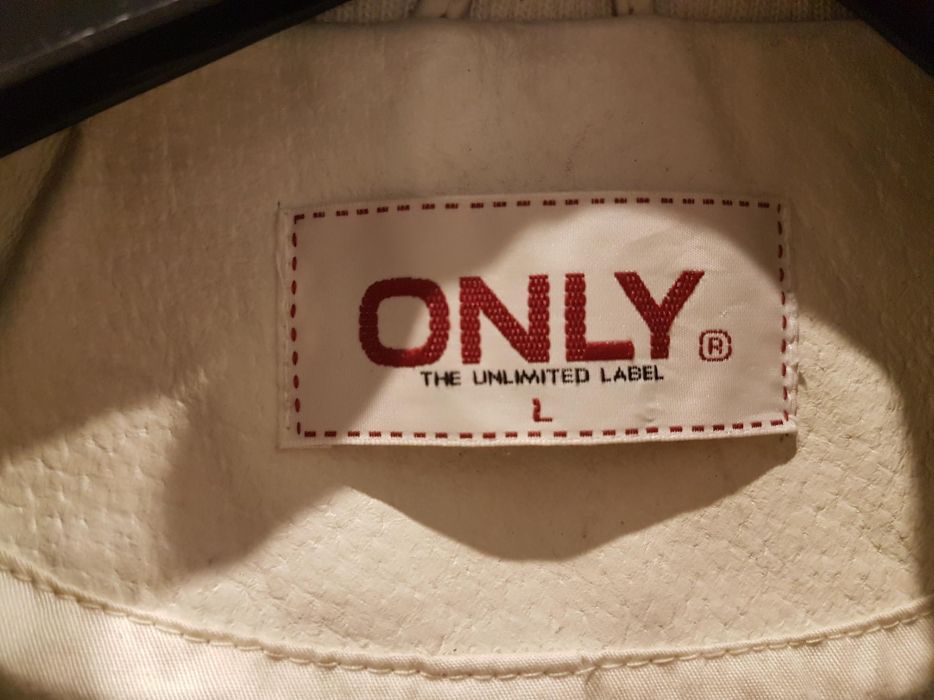 ONLY ®
THE UNLIMITED LABEL
L